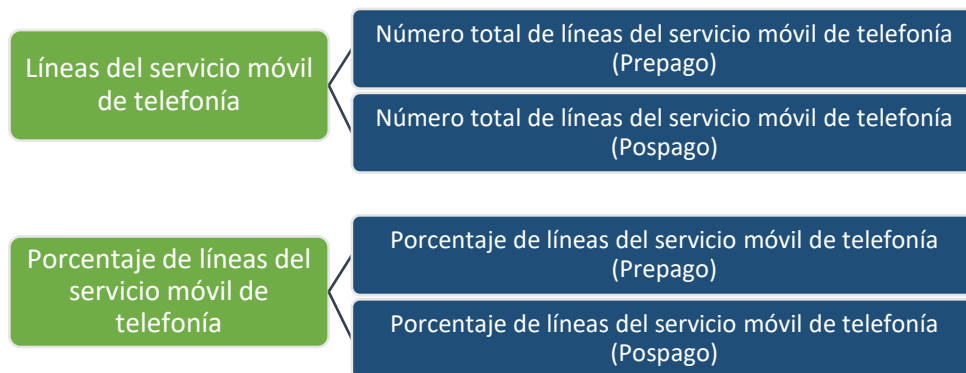 Líneas del servicio móvil
de telefonía
Número total de líneas del servicio móvil de telefonía
(Prepago)
Número total de líneas del servicio móvil de telefonía
(Pospago)
Porcentaje de líneas del
servicio móvil de
telefonía
Porcentaje de líneas del servicio móvil de telefonía
(Prepago)
Porcentaje de líneas del servicio móvil de telefonía
(Pospago)